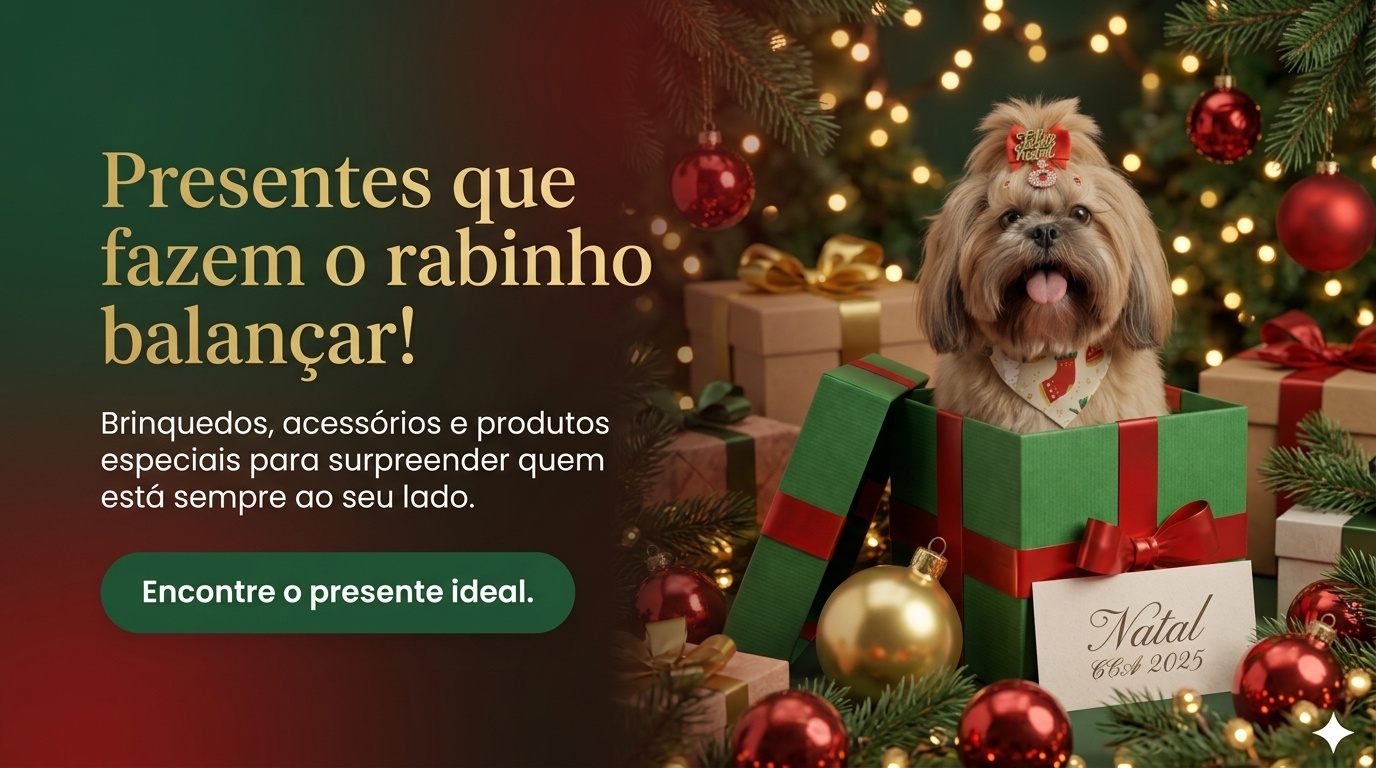 Presentes que
fazem o rabinho
balançar!
Brinquedos, acessórios e produtos
especiais para surpreender quem
está sempre ao seu lado.
Encontre o presente ideal.
Natal
CCA 2025